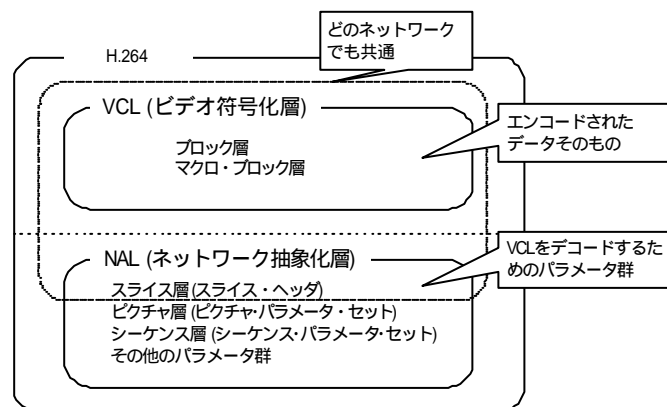 どのネットワーク
でも共通
H.264
VCL (ビデオ符号化層)
ブロック層
マクロ・ブロック層
エンコードされた
データそのもの
NAL (ネットワーク抽象化層)
スライス層 (スライス・ヘッダ)
ピクチャ層 (ピクチャ・パラメータ・セット)
シーケンス層 (シーケンス・パラメータ・セット)
その他のパラメータ群
VCLをデコードするた
めのパラメータ群